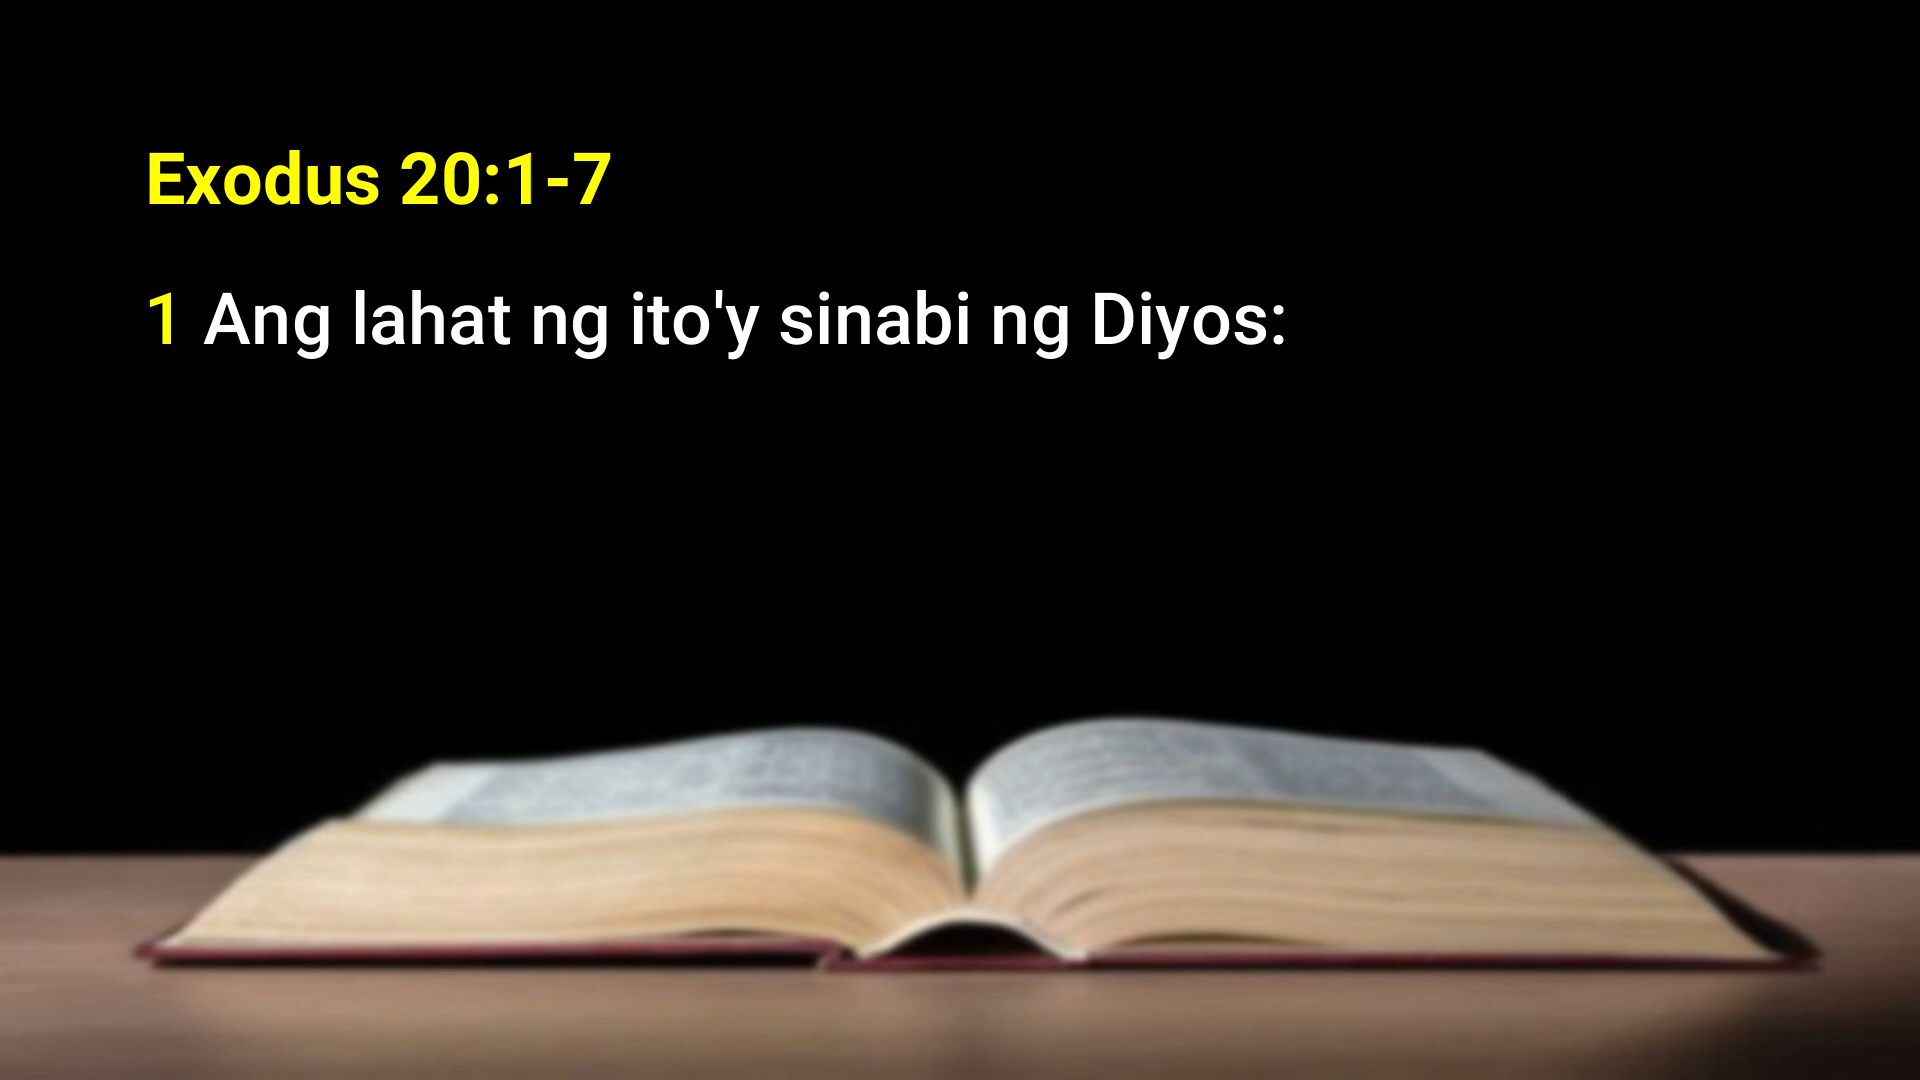 Exodus 20:1-7
1 Ang lahat ng ito'y sinabi ng Diyos: